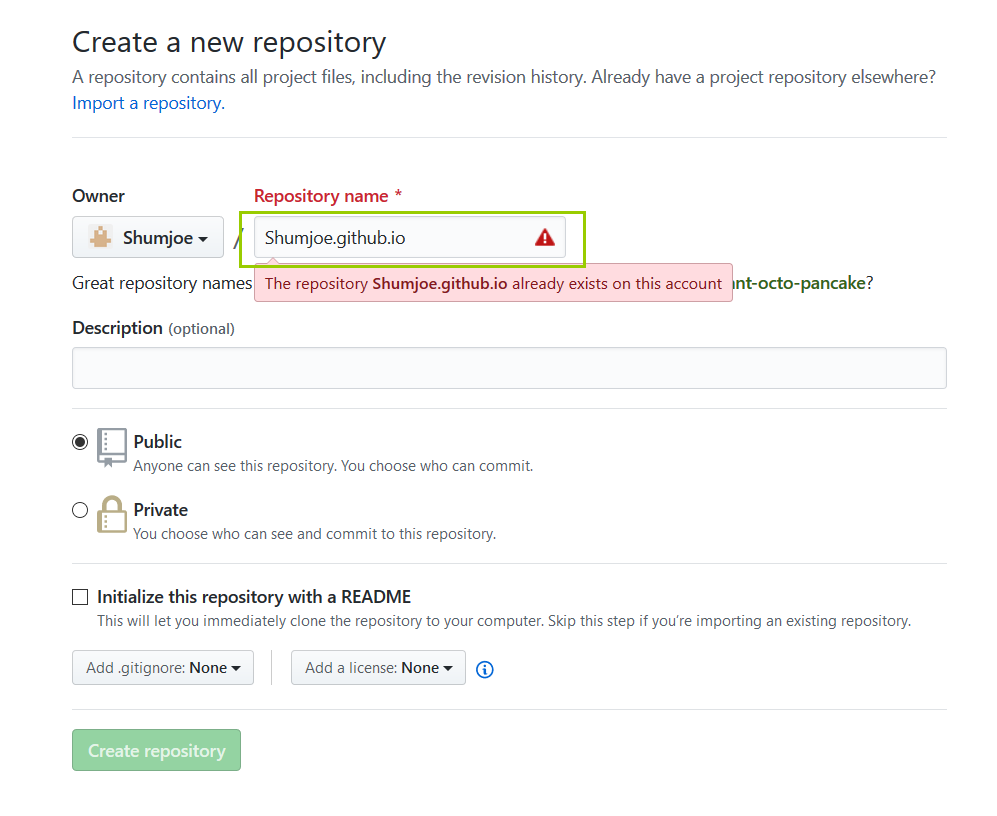 Create a new repository
A repository contains all project files, including the revision history. Already have a project repository elsewhere?
Import a repository.
Owner
Repository name *
Shumjoe
/
Shumjoe.github.io
Great repository names
The repository Shumjoe.github.io already exists on this account
nt-octo-pancake?
Description (optional)
Public
Anyone can see this repository. You choose who can commit.
Private
You choose who can see and commit to this repository.
Initialize this repository with a README
This will let you immediately clone the repository to your computer. Skip this step if you’re importing an existing repository.
Add .gitignore: None
Add a license: None
Create repository